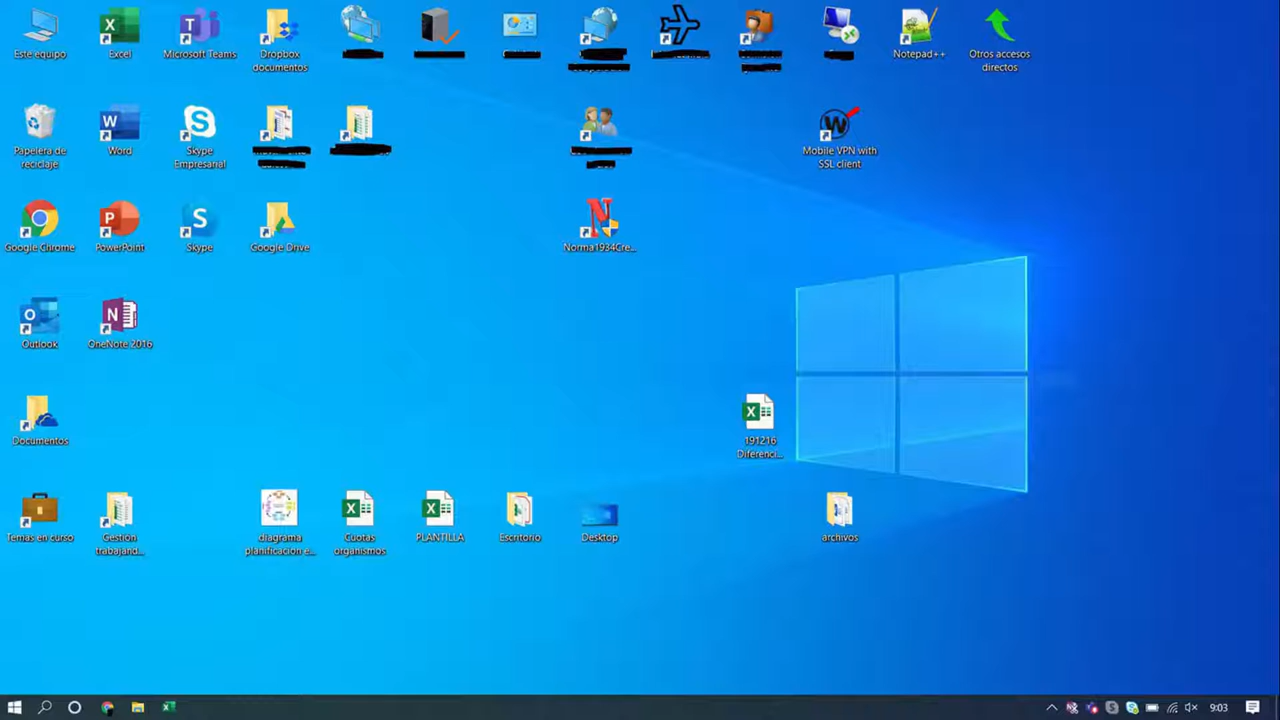 Este equipo
Excel
Microsoft Teams
Dropbox
documentos
Notepad++
Otros accesos
directos
Papelera de
reciclaje
Word
Skype
Empresarial
Mobile VPN with
SSL client
Google Chrome
PowerPoint
Skype
Google Drive
Norma1934Cre...
Outlook
OneNote 2016
Documentos
191216
Diferenci...
Temas en curso
Gestion
trabajand...
diagrama
planificacion e...
Cuotas
organismos
PLANTILLA
Escritorio
Desktop
archivos
9:03